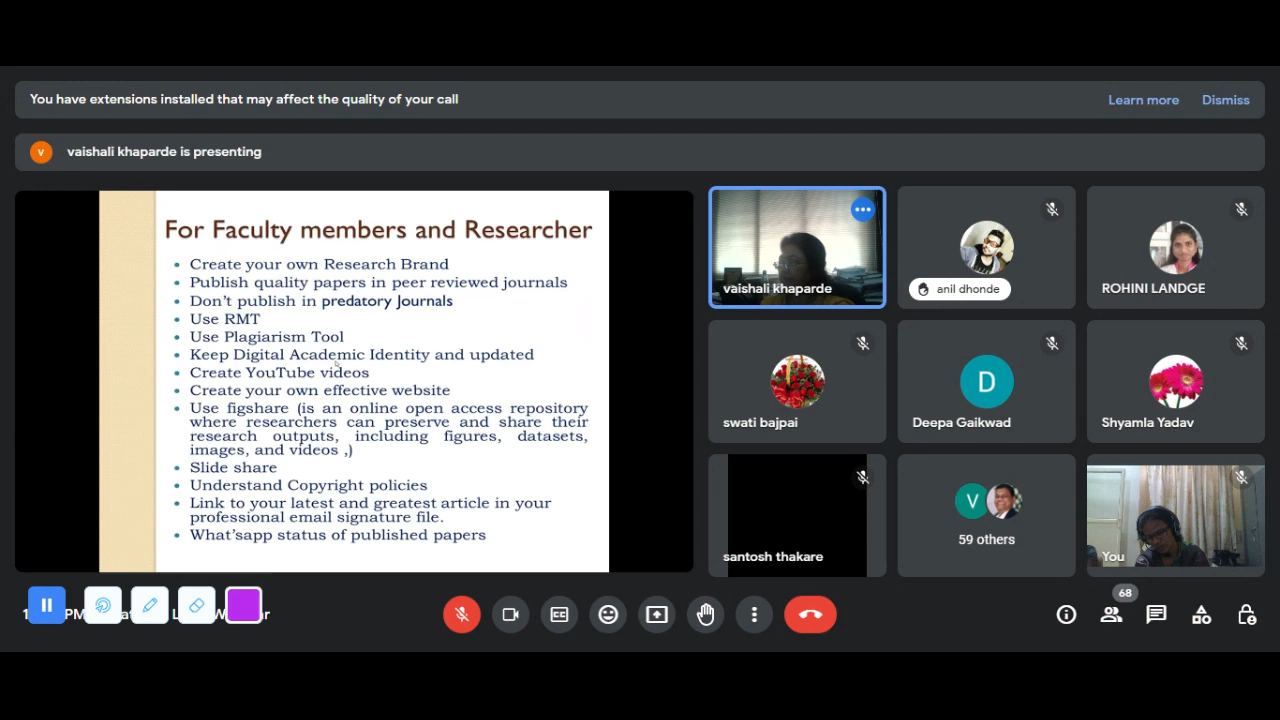 You have extensions installed that may affect the quality of your call
Learn more
Dismiss
V
vaishali khaparde is presenting
For Faculty members and Researcher
• Create your own Research Brand
• Publish quality papers in peer reviewed journals
• Don't publish in predatory Journals
• Use RMT
• Use Plagiarism Tool
• Keep Digital Academic Identity and updated
• Create YouTube videos
• Create your own effective website
• Use figshare (is an online open access repository
where researchers can preserve and share their
research outputs, including figures, datasets,
images, and videos ,)
• Slide share
• Understand Copyright policies
• Link to your latest and greatest article in your
professional email signature file.
• What'sapp status of published papers
vaishali khaparde
anil dhonde
ROHINI LANDGE
swati bajpai
D
Deepa Gaikwad
Shyamla Yadav
santosh thakare
V
59 others
You
PM
68